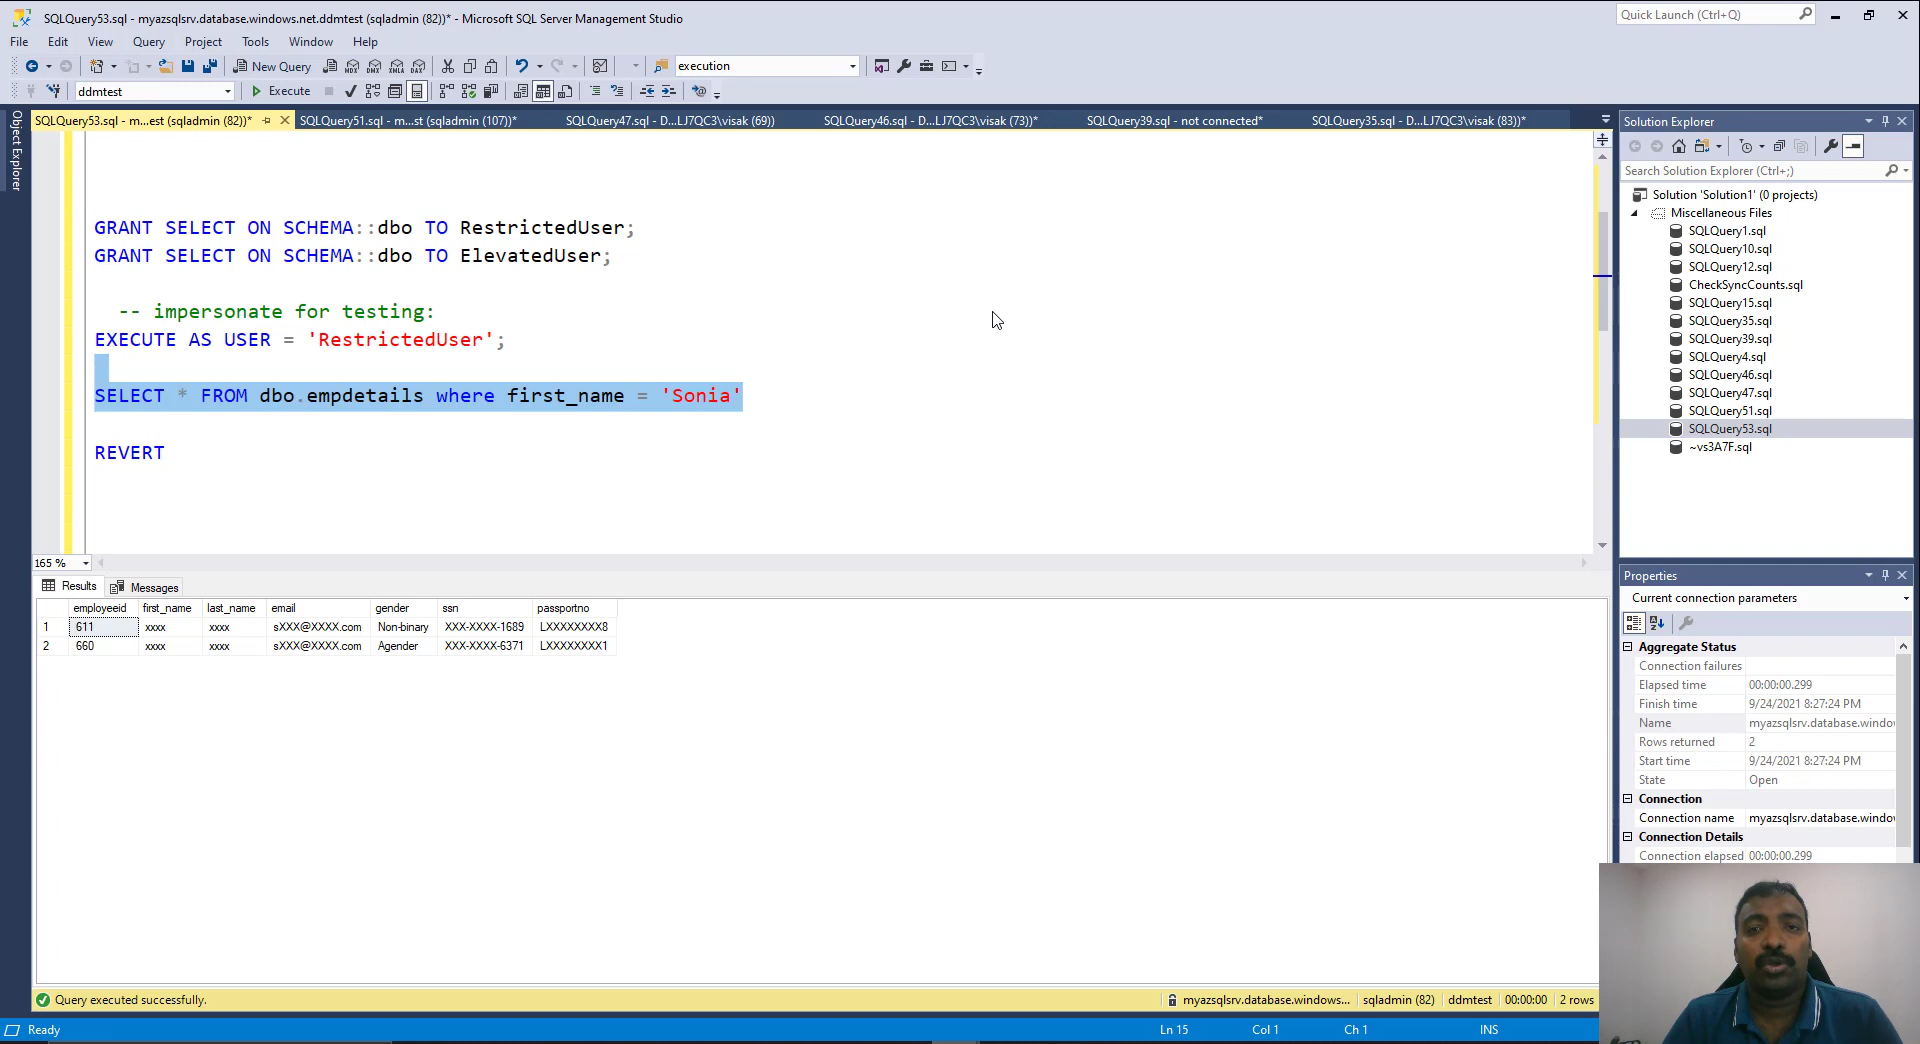 SQLQuery53.sql - myazsqlsrv.database.windows.net.ddmtest (sqladmin (82))* - Microsoft SQL Server Management Studio
Quick Launch (Ctrl+Q)
File Edit View Query Project Tools Window Help
New Query
MDX DMX XMLA DAX
execution
ddmtest
Execute
SQLQuery53.sql - m...est (sqladmin (82))*
SQLQuery51.sql - m...st (sqladmin (107))*
SQLQuery47.sql - D...LJ7QC3\visak (69))
SQLQuery46.sql - D...LJ7QC3\visak (73))*
SQLQuery39.sql - not connected*
SQLQuery35.sql - D...LJ7QC3\visak (83))*
Object Explorer
GRANT SELECT ON SCHEMA::dbo TO RestrictedUser;
GRANT SELECT ON SCHEMA::dbo TO ElevatedUser;
-- impersonate for testing:
EXECUTE AS USER = 'RestrictedUser';
SELECT * FROM dbo.empdetails where first_name = 'Sonia'
REVERT
165 %
Results Messages
employeeid first_name last_name email gender ssn passportno
1 611 xxxx xxxx sXXX@XXXX.com Non-binary XXX-XXXX-1689 LXXXXXXXX8
2 660 xxxx xxxx sXXX@XXXX.com Agender XXX-XXXX-6371 LXXXXXXXX1
Query executed successfully.
myazsqlsrv.database.windows... sqladmin (82) ddmtest 00:00:00 2 rows
Ready
Ln 15 Col 1 Ch 1 INS
Solution Explorer
Search Solution Explorer (Ctrl+;)
Solution 'Solution1' (0 projects)
Miscellaneous Files
SQLQuery1.sql
SQLQuery10.sql
SQLQuery12.sql
CheckSyncCounts.sql
SQLQuery15.sql
SQLQuery35.sql
SQLQuery39.sql
SQLQuery4.sql
SQLQuery46.sql
SQLQuery47.sql
SQLQuery51.sql
SQLQuery53.sql
~vs3A7F.sql
Properties
Current connection parameters
Aggregate Status
Connection failures
Elapsed time 00:00:00.299
Finish time 9/24/2021 8:27:24 PM
Name myazsqlsrv.database.windo
Rows returned 2
Start time 9/24/2021 8:27:24 PM
State Open
Connection
Connection name myazsqlsrv.database.windo
Connection Details
Connection elapsed 00:00:00.299